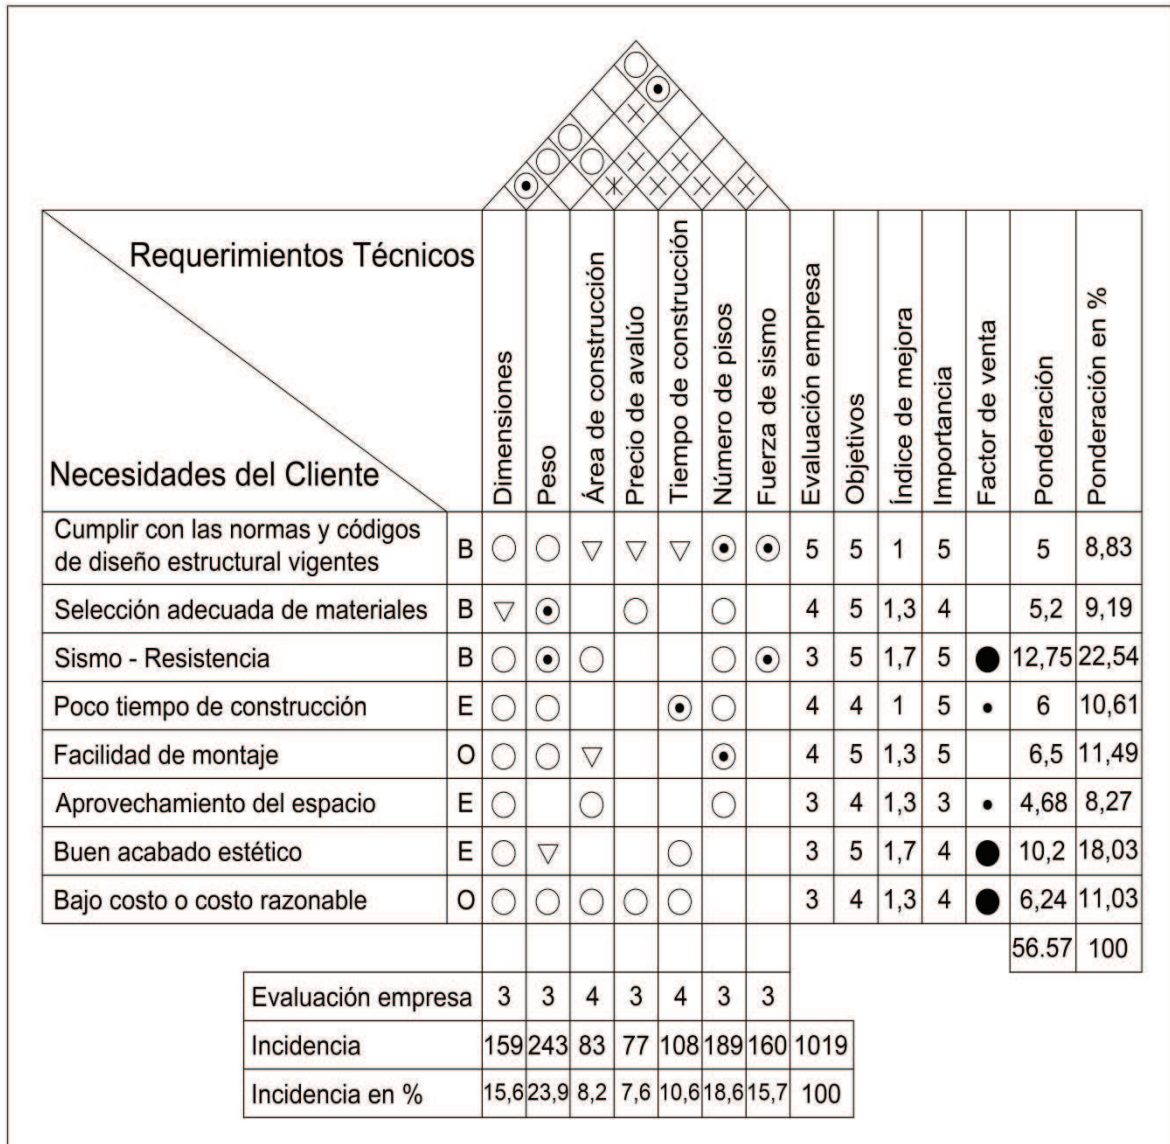 Requerimientos Técnicos
Necesidades del Cliente
Dimensiones
Peso
Área de construcción
Precio de avalúo
Tiempo de construcción
Número de pisos
Fuerza de sismo
Evaluación empresa
Objetivos
Índice de mejora
Importancia
Factor de venta
Ponderación
Ponderación en %
Cumplir con las normas y códigos
de diseño estructural vigentes B 5 5 1 5 5 8,83
Selección adecuada de materiales B 4 5 1,3 4 5,2 9,19
Sismo - Resistencia B 3 5 1,7 5 12,75 22,54
Poco tiempo de construcción E 4 4 1 5 6 10,61
Facilidad de montaje O 4 5 1,3 5 6,5 11,49
Aprovechamiento del espacio E 3 4 1,3 3 4,68 8,27
Buen acabado estético E 3 5 1,7 4 10,2 18,03
Bajo costo o costo razonable O 3 4 1,3 4 6,24 11,03
56.57 100
Evaluación empresa 3 3 4 3 4 3 3
Incidencia 159 243 83 77 108 189 160 1019
Incidencia en % 15,6 23,9 8,2 7,6 10,6 18,6 15,7 100